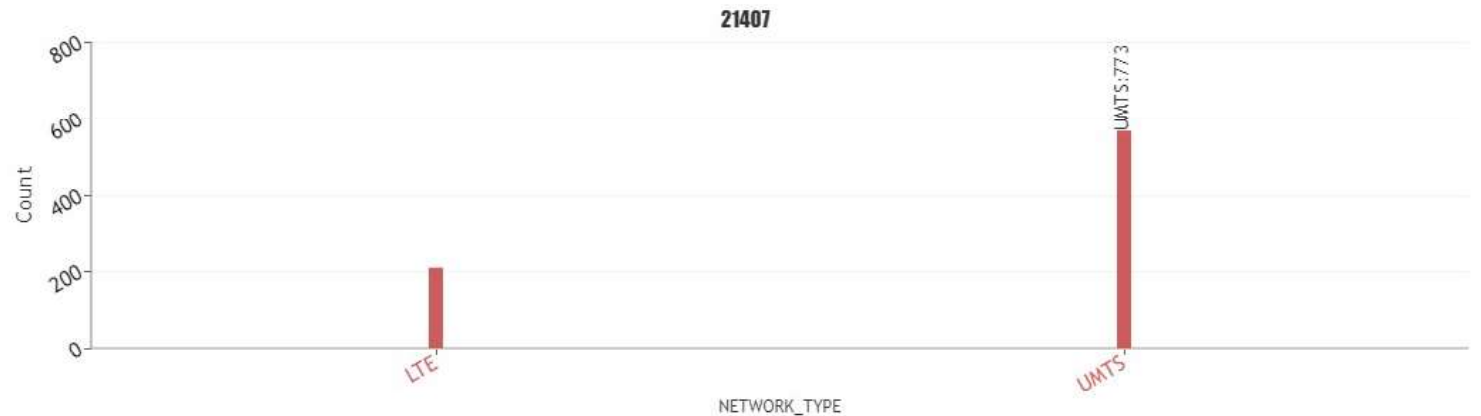 21407
800
600
400
200
0
Count
UMTS:773
LTE
UMTS
NETWORK_TYPE